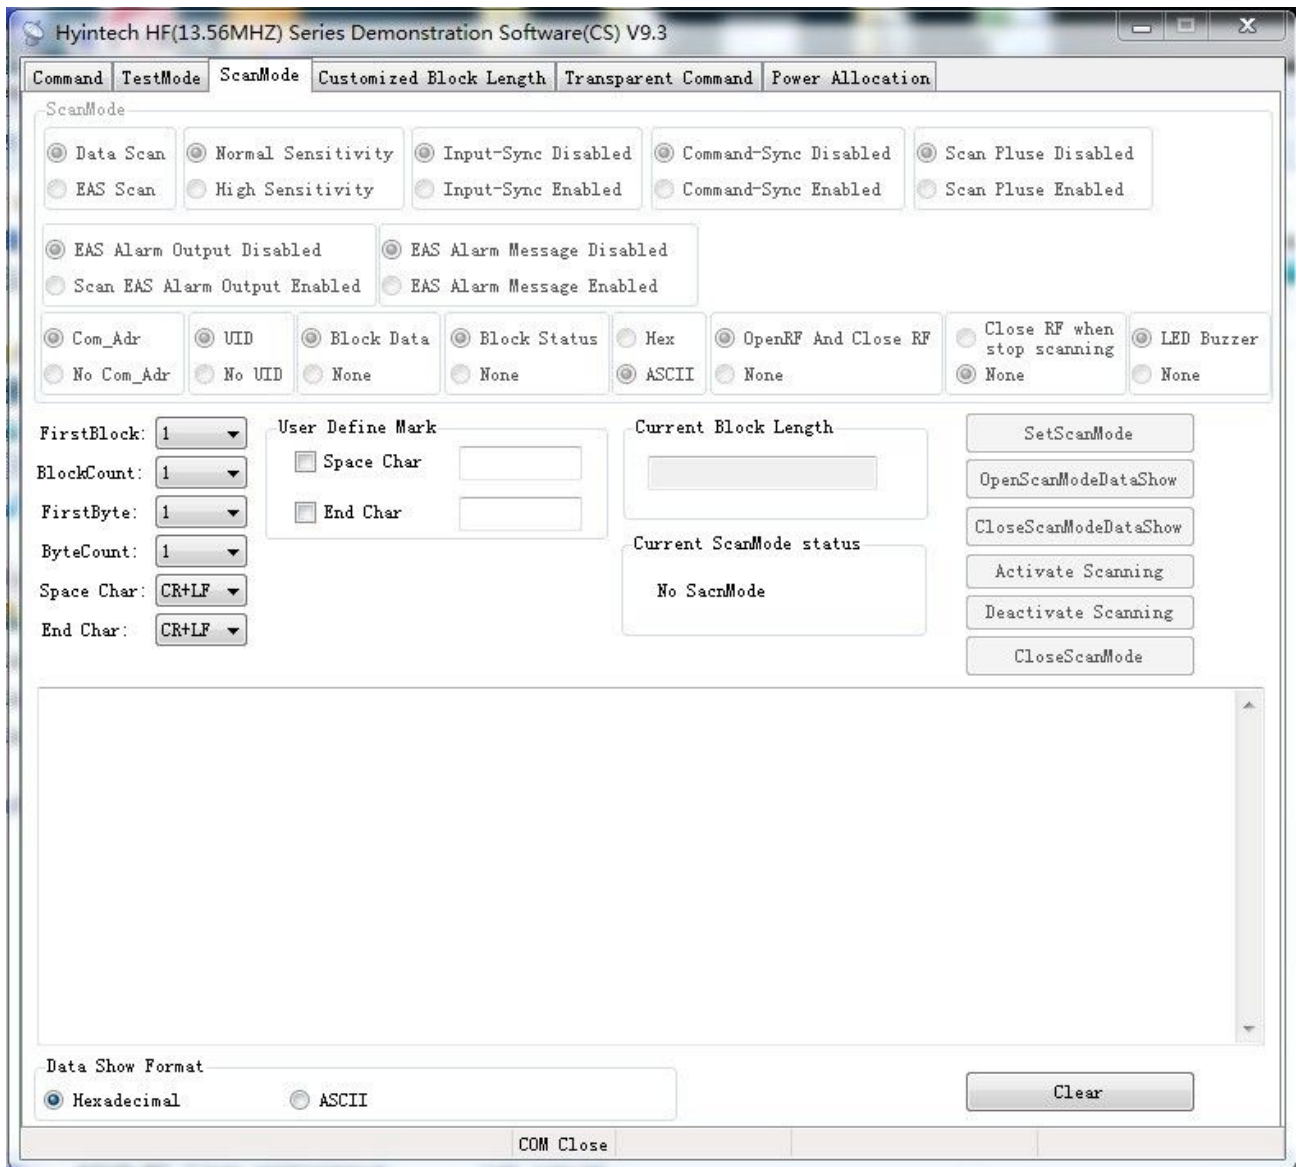 Hyintech HF(13.56MHZ) Series Demonstration Software(CS) V9.3
Command TestMode ScanMode Customized Block Length Transparent Command Power Allocation
ScanMode
Data Scan Normal Sensitivity Input-Sync Disabled Command-Sync Disabled Scan Pluse Disabled
EAS Scan High Sensitivity Input-Sync Enabled Command-Sync Enabled Scan Pluse Enabled
EAS Alarm Output Disabled EAS Alarm Message Disabled
Scan EAS Alarm Output Enabled EAS Alarm Message Enabled
Com_Adr UID Block Data Block Status Hex OpenRF And Close RF Close RF when stop scanning LED Buzzer
No Com_Adr No UID None None ASCII None None None
FirstBlock: 1
BlockCount: 1
FirstByte: 1
ByteCount: 1
Space Char: CR+LF
End Char: CR+LF
User Define Mark
Space Char
End Char
Current Block Length
Current ScanMode status
No SacnMode
SetScanMode
OpenScanModeDataShow
CloseScanModeDataShow
Activate Scanning
Deactivate Scanning
CloseScanMode
Data Show Format
Hexadecimal ASCII
Clear
COM Close